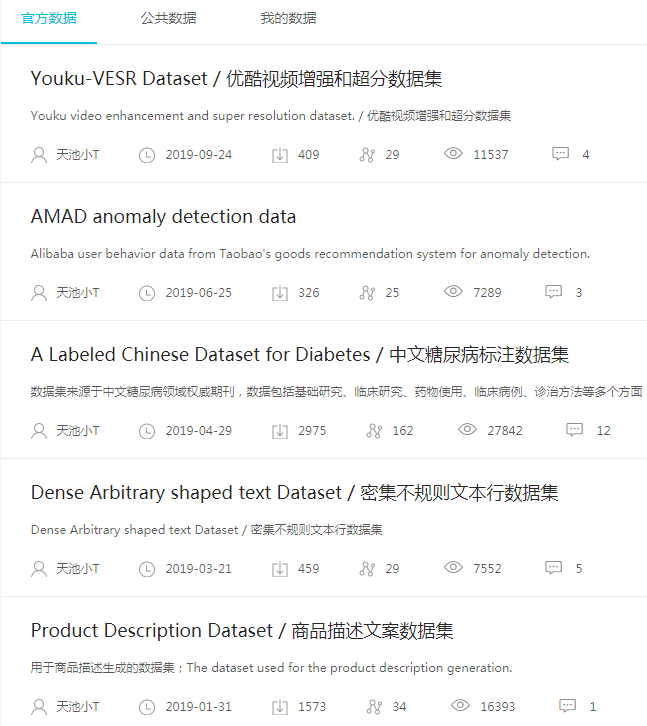 官方数据 公共数据 我的数据
Youku-VESR Dataset / 优酷视频增强和超分数据集
Youku video enhancement and super resolution dataset. / 优酷视频增强和超分数据集
天池小T 2019-09-24 409 29 11537 4
AMAD anomaly detection data
Alibaba user behavior data from Taobao's goods recommendation system for anomaly detection.
天池小T 2019-06-25 326 25 7289 3
A Labeled Chinese Dataset for Diabetes / 中文糖尿病标注数据集
数据集来源于中文糖尿病领域权威期刊，数据包括基础研究、临床研究、药物使用、临床病例、诊治方法等多个方面
天池小T 2019-04-29 2975 162 27842 12
Dense Arbitrary shaped text Dataset / 密集不规则文本行数据集
Dense Arbitrary shaped text Dataset / 密集不规则文本行数据集
天池小T 2019-03-21 459 29 7552 5
Product Description Dataset / 商品描述文案数据集
用于商品描述生成的数据集；The dataset used for the product description generation.
天池小T 2019-01-31 1573 34 16393 1